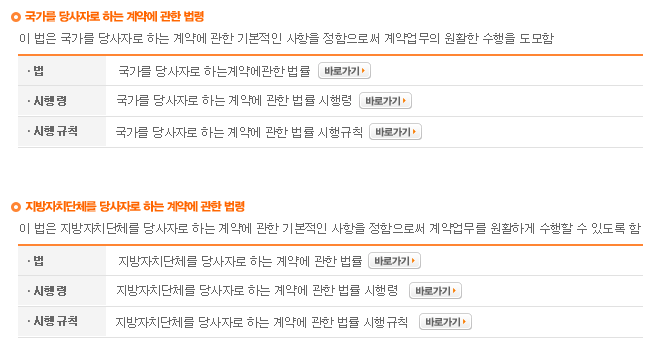 국가를 당사자로 하는 계약에 관한 법령
이 법은 국가를 당사자로 하는 계약에 관한 기본적인 사항을 정함으로써 계약업무의 원활한 수행을 도모함
· 법 국가를 당사자로 하는계약에관한 법률 바로가기
· 시행령 국가를 당사자로 하는 계약에 관한 법률 시행령 바로가기
· 시행규칙 국가를 당사자로 하는 계약에 관한 법률 시행규칙 바로가기
지방자치단체를 당사자로 하는 계약에 관한 법령
이 법은 지방자치단체를 당사자로 하는 계약에 관한 기본적인 사항을 정함으로써 계약업무를 원활하게 수행할 수 있도록 함
· 법 지방자치단체를 당사자로 하는 계약에 관한 법률 바로가기
· 시행령 지방자치단체를 당사자로 하는 계약에 관한 법률 시행령 바로가기
· 시행규칙 지방자치단체를 당사자로 하는 계약에 관한 법률 시행규칙 바로가기